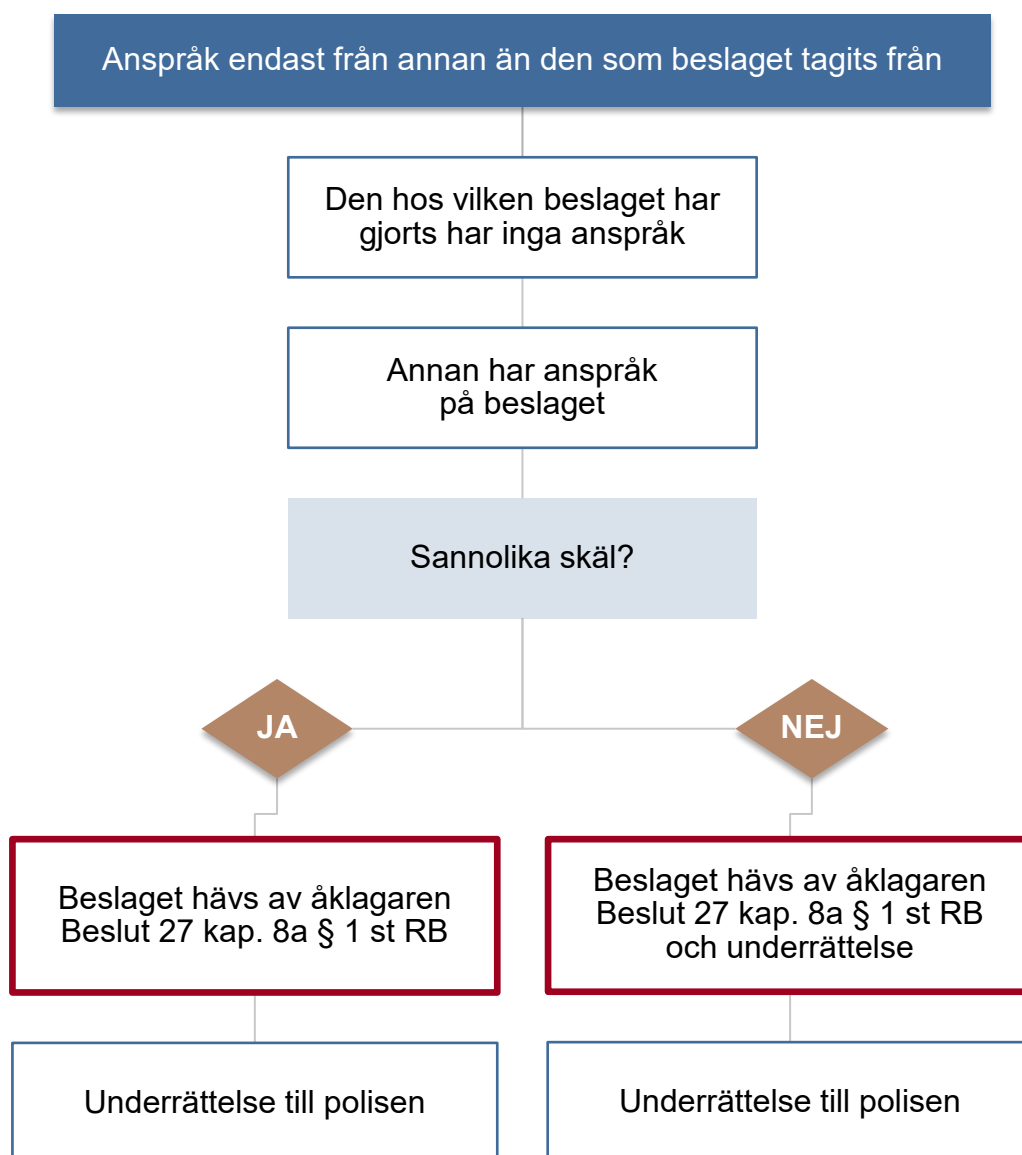 Anspråk endast från annan än den som beslaget tagits från
Den hos vilken beslaget har
gjorts har inga anspråk
Annan har anspråk
på beslaget
Sannolika skäl?
JA
NEJ
Beslaget hävs av åklagaren
Beslut 27 kap. 8a § 1 st RB
Beslaget hävs av åklagaren
Beslut 27 kap. 8a § 1 st RB
och underrättelse
Underrättelse till polisen
Underrättelse till polisen